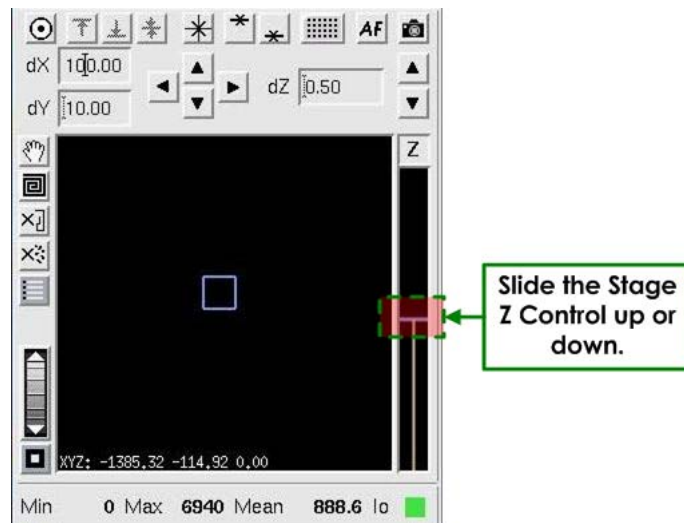 AF
dX 100.00
dZ 0.50
dY 10.00
Z
Slide the Stage
Z Control up or
down.
XYZ: -1385.32 -114.92 0.00
Min 0 Max 6940 Mean 888.6 Io